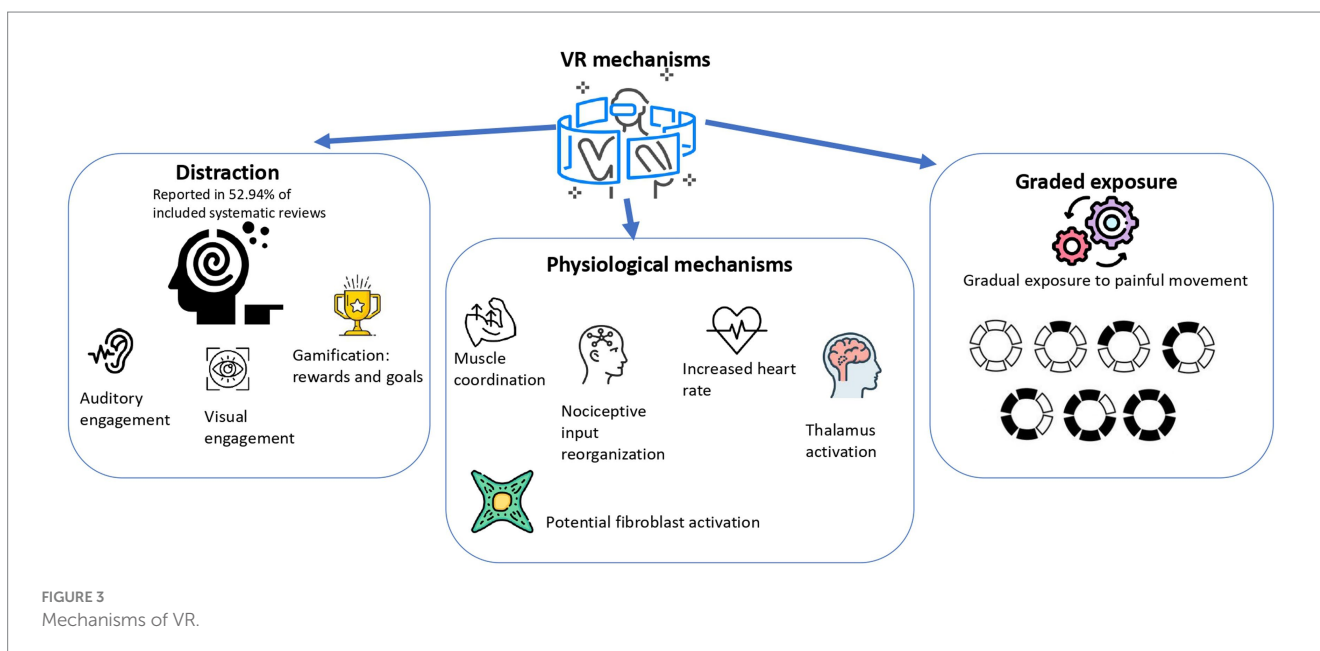 VR mechanisms
Distraction
Reported in 52.94% of
included systematic reviews
Auditory
engagement
Visual
engagement
Gamification:
rewards and goals
Physiological mechanisms
Muscle
coordination
Nociceptive
input
reorganization
Increased heart
rate
Thalamus
activation
Potential fibroblast activation
Graded exposure
Gradual exposure to painful movement
FIGURE 3
Mechanisms of VR.